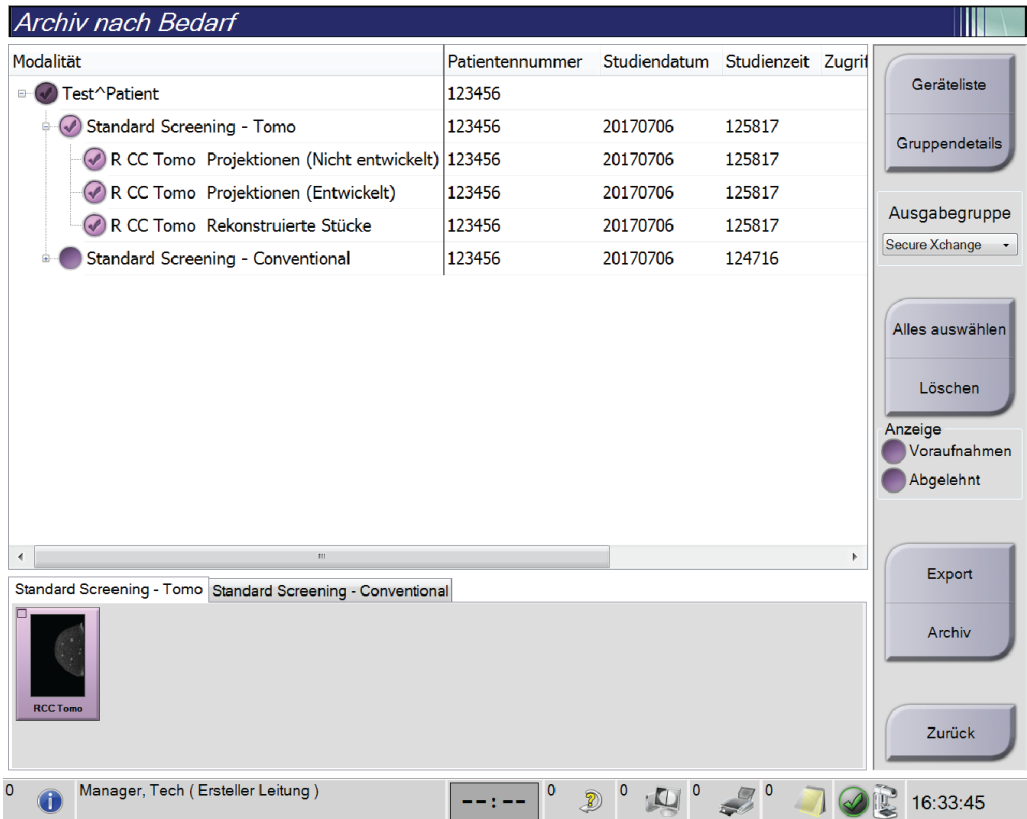 Archiv nach Bedarf
Modalität Patientennummer Studiendatum Studienzeit Zugrif
Test^Patient 123456
Standard Screening - Tomo 123456 20170706 125817
R CC Tomo Projektionen (Nicht entwickelt) 123456 20170706 125817
R CC Tomo Projektionen (Entwickelt) 123456 20170706 125817
R CC Tomo Rekonstruierte Stücke 123456 20170706 125817
Standard Screening - Conventional 123456 20170706 124716
Geräteliste
Gruppendetails
Ausgabegruppe
Secure Xchange
Alles auswählen
Löschen
Anzeige
Voraufnahmen
Abgelehnt
Export
Archiv
Zurück
Standard Screening - Tomo Standard Screening - Conventional
RCC Tomo
0 Manager, Tech ( Ersteller Leitung ) --:-- 0 0 0 0 16:33:45